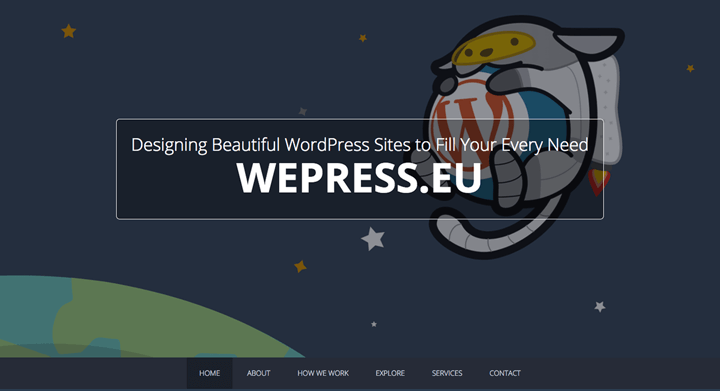 Designing Beautiful WordPress Sites to Fill Your Every Need
WEPRESS.EU
HOME ABOUT HOW WE WORK EXPLORE SERVICES CONTACT